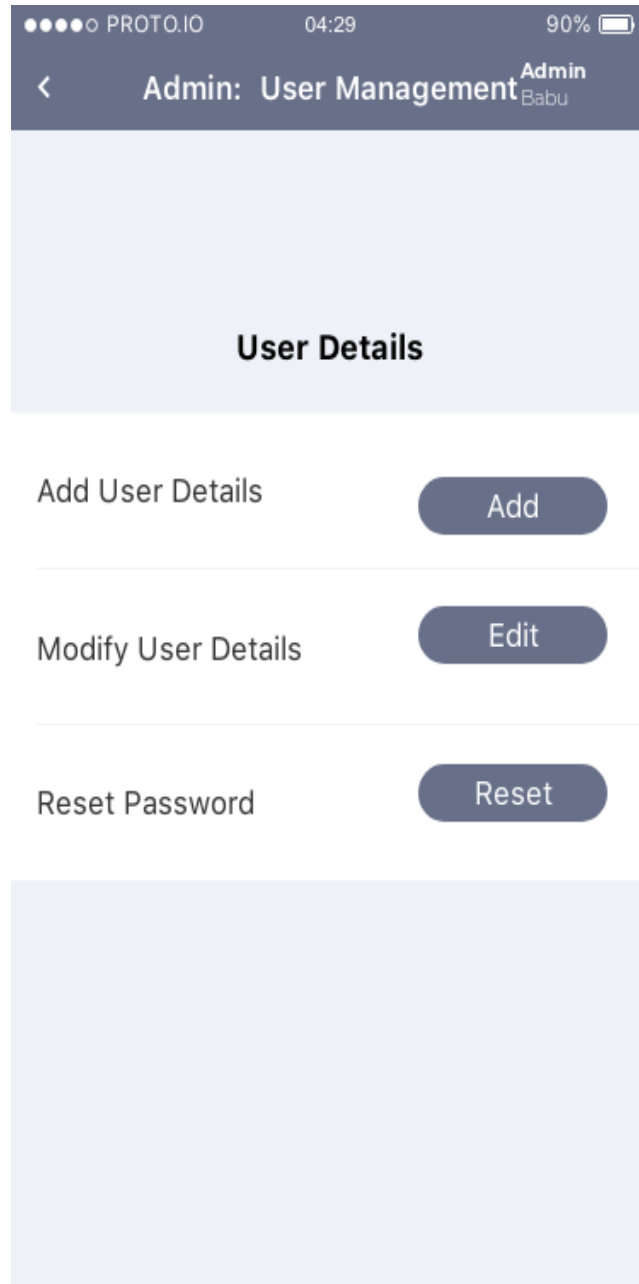 PROTO.IO 04:29 90%
Admin: User Management Admin
Babu
User Details
Add User Details Add
Modify User Details Edit
Reset Password Reset